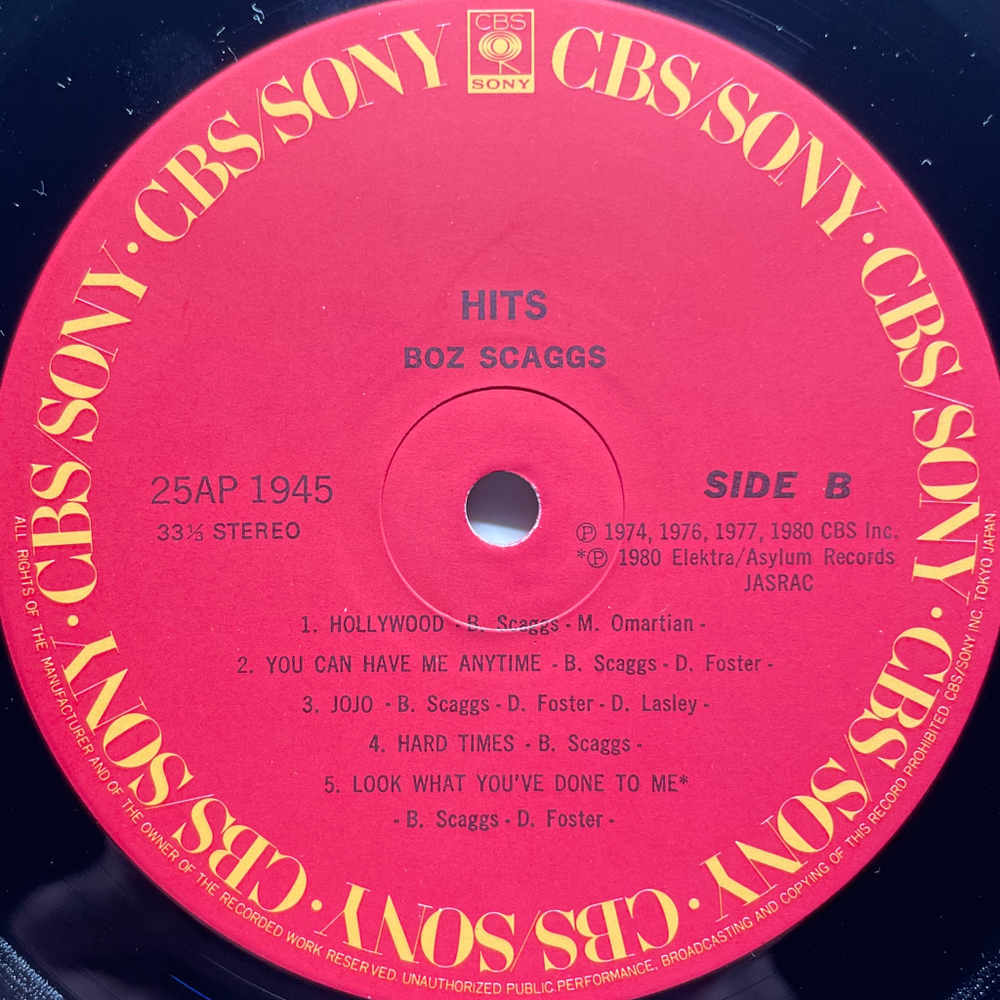 CBS
SONY
CBS/SONY · CBS/SONY · CBS/SONY · CBS/SONY · CBS/SONY · CBS/SONY · CBS/SONY · CBS/SONY
HITS
BOZ SCAGGS
25AP 1945
33⅓ STEREO
SIDE B
Ⓟ 1974, 1976, 1977, 1980 CBS Inc,
*Ⓟ 1980 Elektra/Asylum Records
JASRAC
1. HOLLYWOOD - B. Scaggs - M. Omartian -
2. YOU CAN HAVE ME ANYTIME - B. Scaggs - D. Foster -
3. JOJO - B. Scaggs - D. Foster - D. Lasley -
4. HARD TIMES - B. Scaggs -
5. LOOK WHAT YOU'VE DONE TO ME*
- B. Scaggs - D. Foster -
ALL RIGHTS OF THE MANUFACTURER AND OF THE OWNER OF THE RECORDED WORK RESERVED. UNAUTHORIZED PUBLIC PERFORMANCE, BROADCASTING AND COPYING OF THIS RECORD PROHIBITED. CBS/SONY INC. TOKYO JAPAN